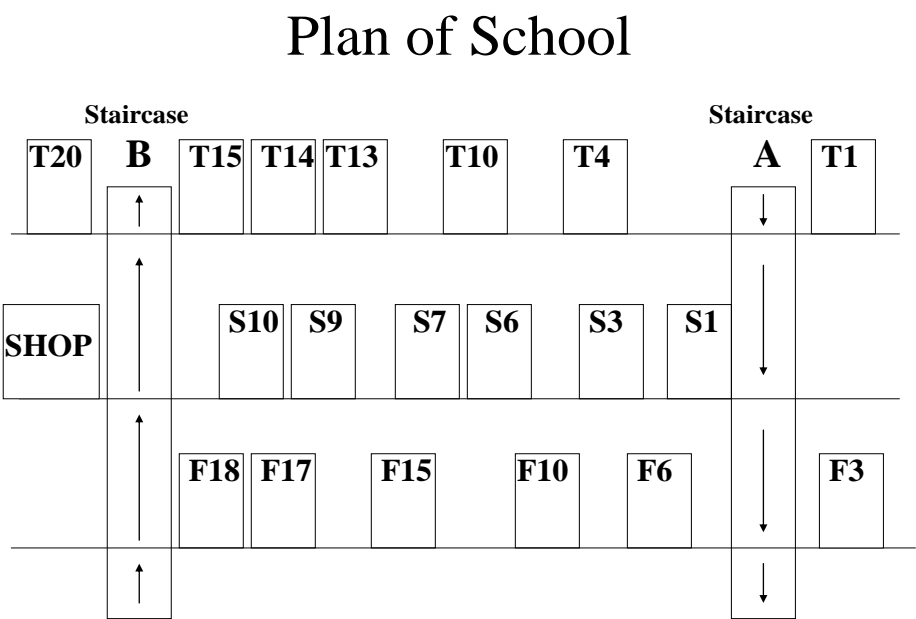 Plan of School
Staircase Staircase
T20 B T15 T14 T13 T10 T4 A T1
SHOP S10 S9 S7 S6 S3 S1
F18 F17 F15 F10 F6 F3